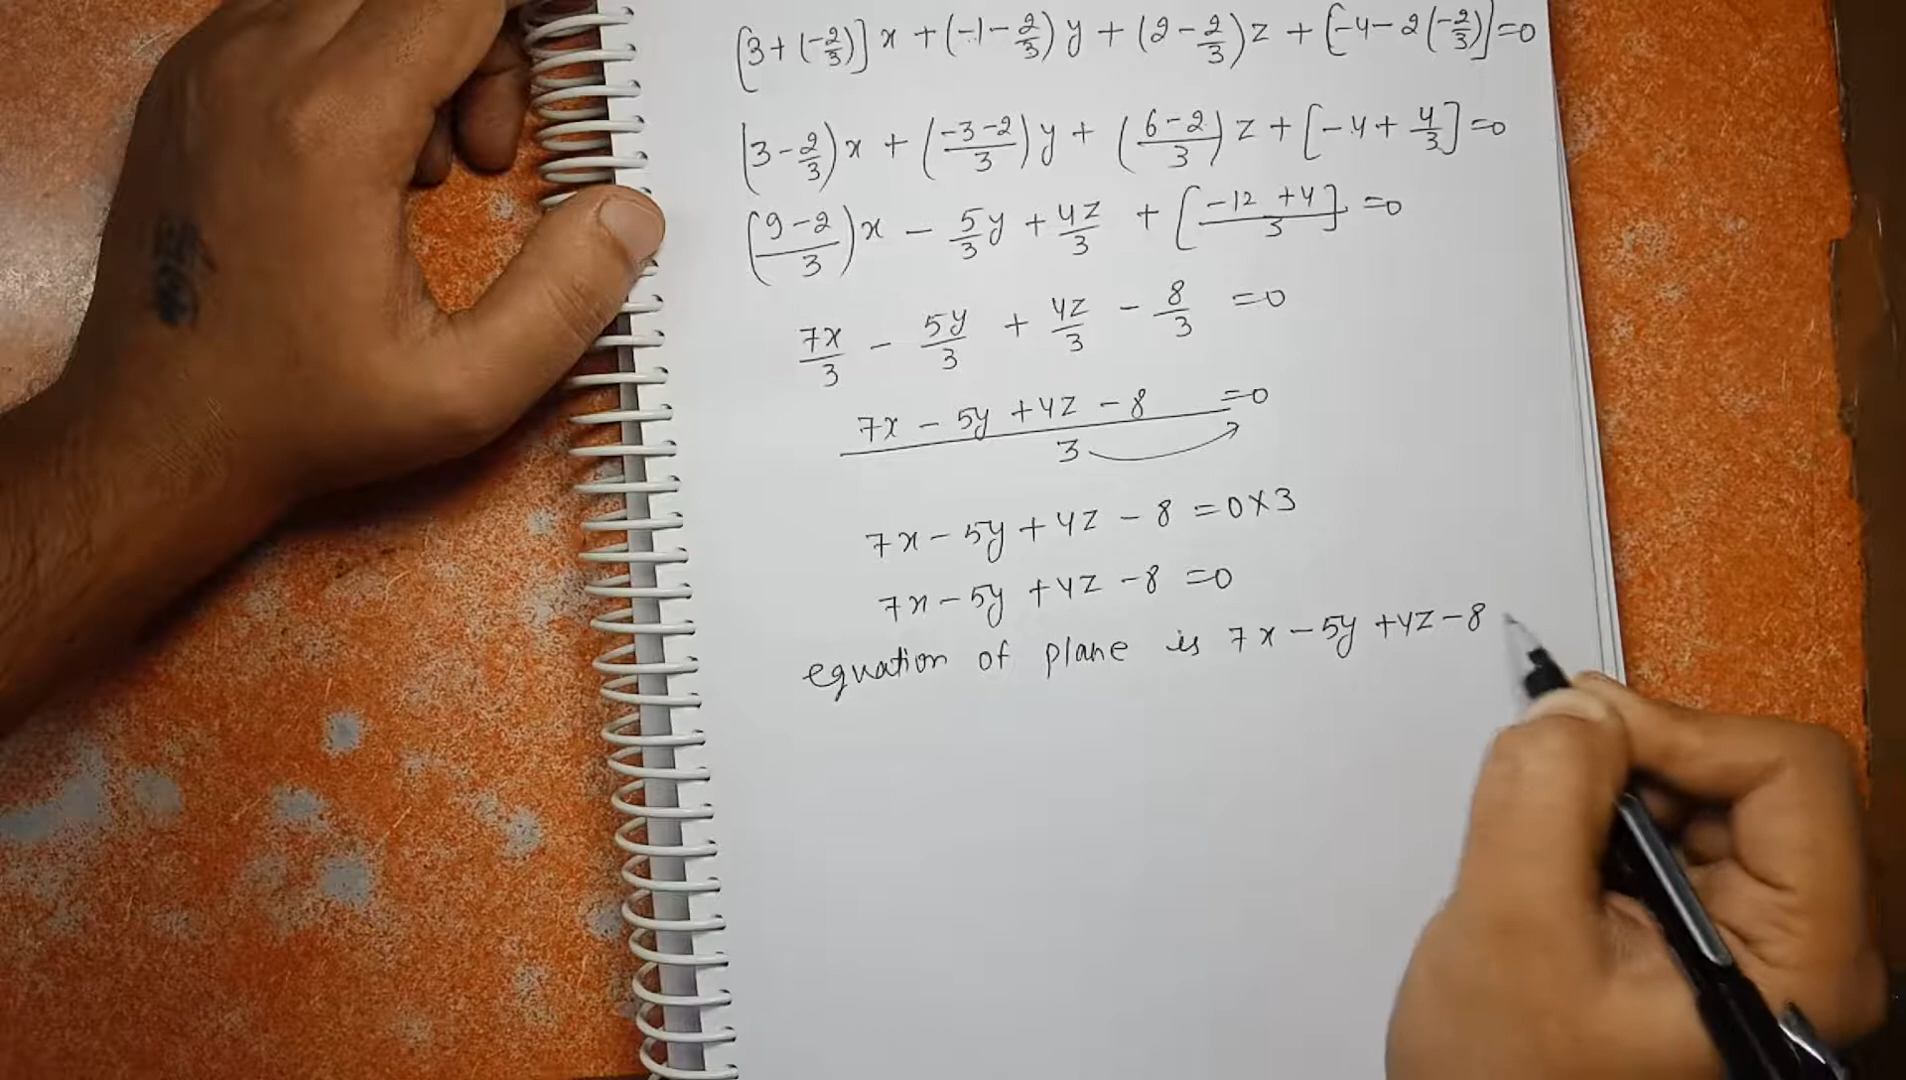 [3+(-2/3)]x+(-1-2/3)y+(2-2/3)z+[-4-2(-2/3)]=0
(3-2/3)x+(-3-2/3)y+(6-2/3)z+[-4+4/3]=0
(9-2/3)x-5/3y+4z/3+[-12+4/3]=0
7x/3-5y/3+4z/3-8/3=0
7x-5y+4z-8/3=0
7x-5y+4z-8=0×3
7x-5y+4z-8=0
equation of plane is 7x-5y+4z-8